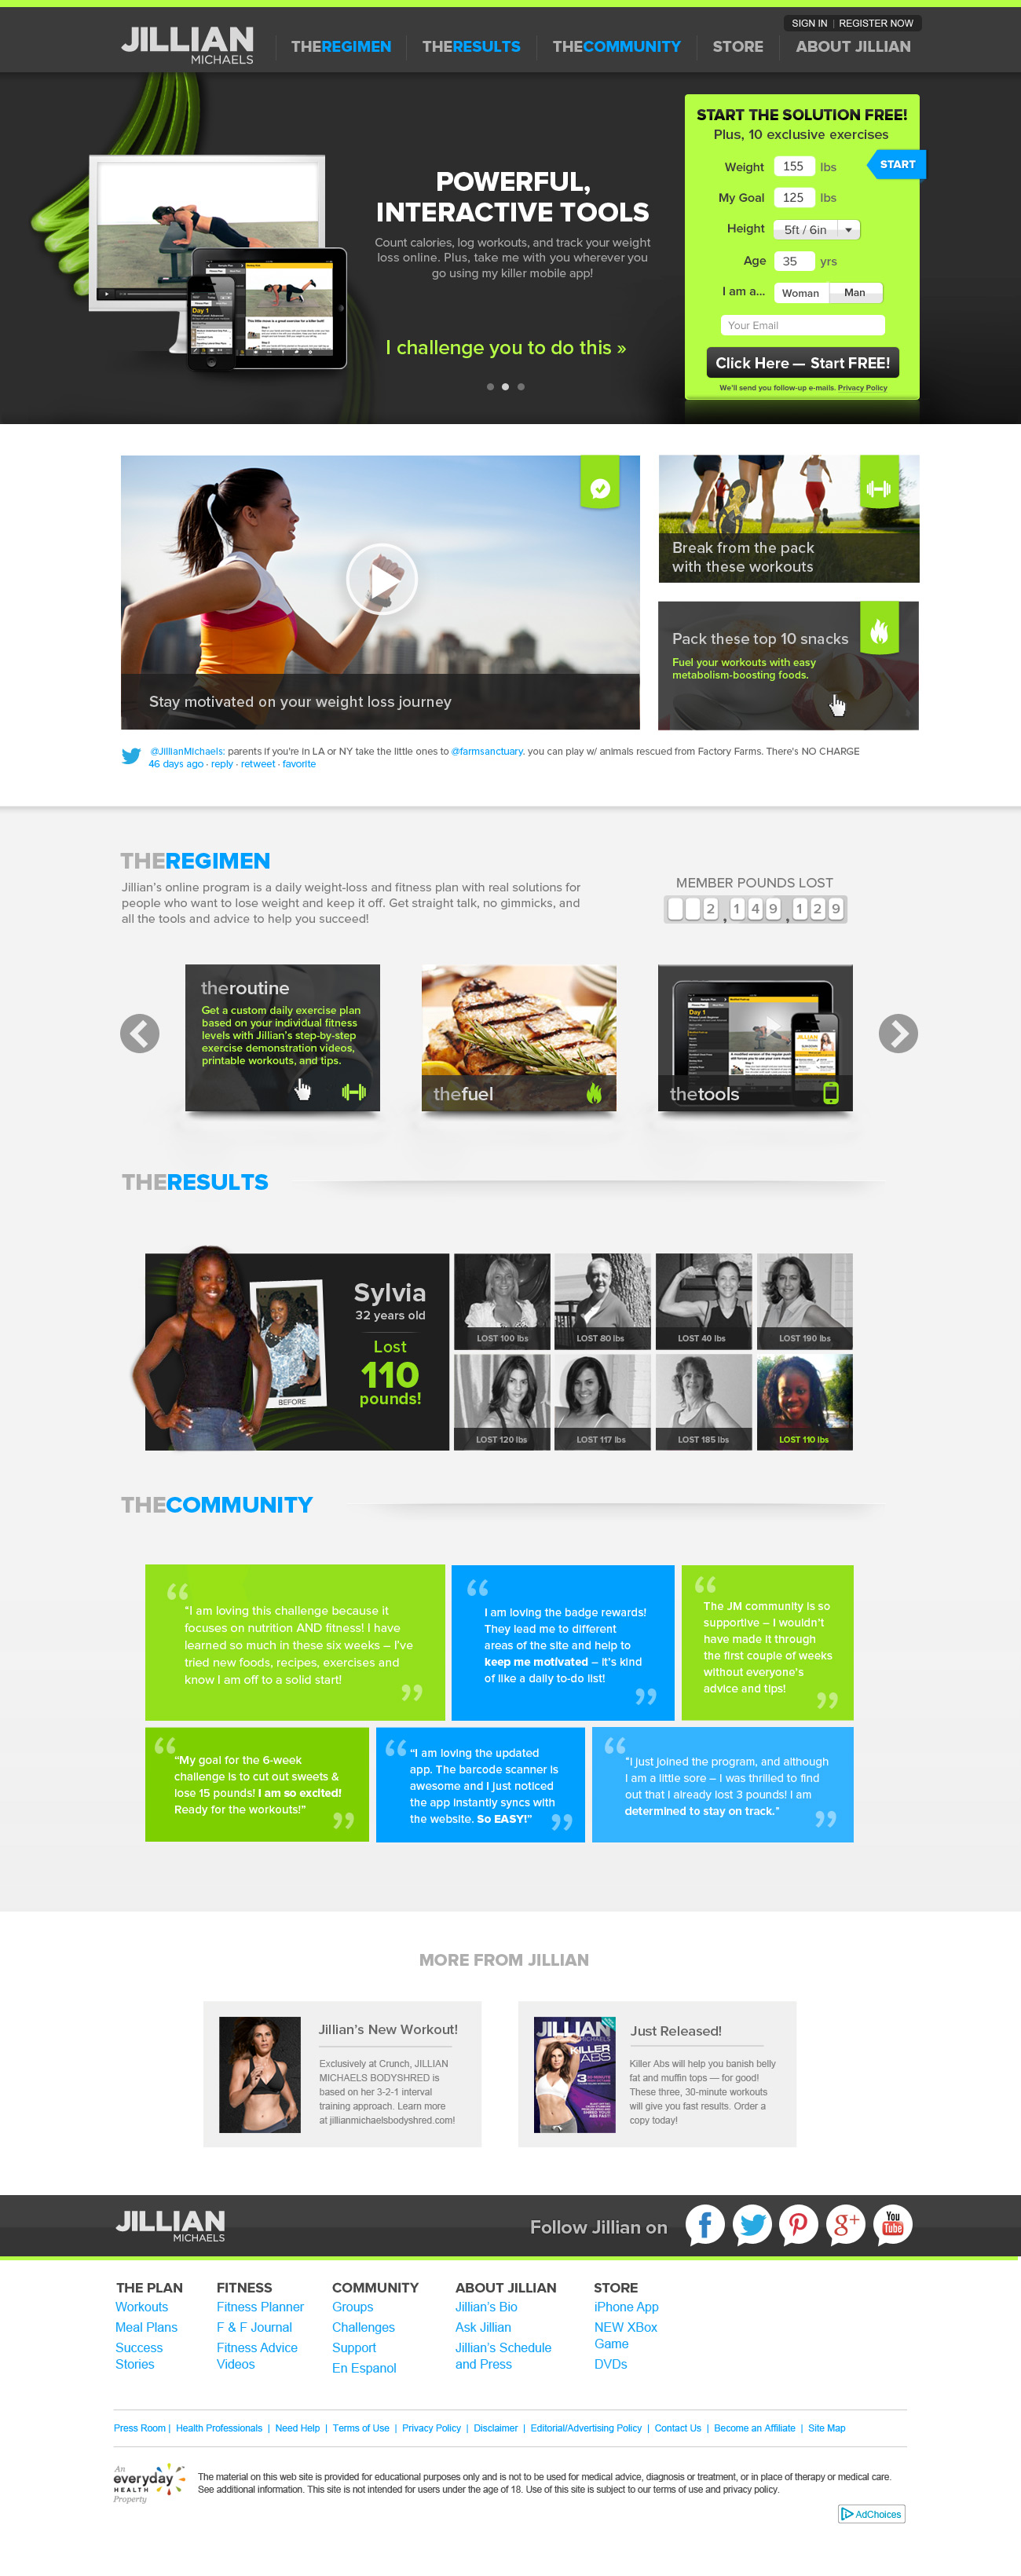 SIGN IN | REGISTER NOW
JILLIAN
MICHAELS
THEREGIMEN
THERESULTS
THECOMMUNITY
STORE
ABOUT JILLIAN
POWERFUL,
INTERACTIVE TOOLS
Count calories, log workouts, and track your weight
loss online. Plus, take me with you wherever you
go using my killer mobile app!
I challenge you to do this »
START THE SOLUTION FREE!
Plus, 10 exclusive exercises
Weight 155 lbs
START
My Goal 125 lbs
Height 5ft / 6in
Age 35 yrs
I am a... Woman Man
Your Email
Click Here — Start FREE!
We'll send you follow-up e-mails. Privacy Policy
Day 1
Stay motivated on your weight loss journey
Break from the pack
with these workouts
Pack these top 10 snacks
Fuel your workouts with easy
metabolism-boosting foods.
@JillianMichaels: parents if you're in LA or NY take the little ones to @farmsanctuary. you can play w/ animals rescued from Factory Farms. There's NO CHARGE
46 days ago · reply · retweet · favorite
THEREGIMEN
Jillian's online program is a daily weight-loss and fitness plan with real solutions for
people who want to lose weight and keep it off. Get straight talk, no gimmicks, and
all the tools and advice to help you succeed!
MEMBER POUNDS LOST
2,149,129
theroutine
Get a custom daily exercise plan
based on your individual fitness
levels with Jillian's step-by-step
exercise demonstration videos,
printable workouts, and tips.
thefuel
Day 1
thetools
THERESULTS
BEFORE
Sylvia
32 years old
Lost
110
pounds!
LOST 100 lbs
LOST 80 lbs
LOST 40 lbs
LOST 190 lbs
LOST 120 lbs
LOST 117 lbs
LOST 185 lbs
LOST 110 lbs
THECOMMUNITY
“I am loving this challenge because it
focuses on nutrition AND fitness! I have
learned so much in these six weeks – I've
tried new foods, recipes, exercises and
know I am off to a solid start!
I am loving the badge rewards!
They lead me to different
areas of the site and help to
keep me motivated – it's kind
of like a daily to-do list!
The JM community is so
supportive – I wouldn't
have made it through
the first couple of weeks
without everyone's
advice and tips!
“My goal for the 6-week
challenge is to cut out sweets &
lose 15 pounds! I am so excited!
Ready for the workouts!”
“I am loving the updated
app. The barcode scanner is
awesome and I just noticed
the app instantly syncs with
the website. So EASY!”
"I just joined the program, and although
I am a little sore – I was thrilled to find
out that I already lost 3 pounds! I am
determined to stay on track."
MORE FROM JILLIAN
Jillian's New Workout!
Exclusively at Crunch, JILLIAN
MICHAELS BODYSHRED is
based on her 3-2-1 interval
training approach. Learn more
at jillianmichaelsbodyshred.com!
JILLIAN
MICHAELS
KILLER
ABS
Just Released!
Killer Abs will help you banish belly
fat and muffin tops — for good!
These three, 30-minute workouts
will give you fast results. Order a
copy today!
JILLIAN
MICHAELS
Follow Jillian on
f
g+
You
Tube
THE PLAN
Workouts
Meal Plans
Success
Stories
FITNESS
Fitness Planner
F & F Journal
Fitness Advice
Videos
COMMUNITY
Groups
Challenges
Support
En Espanol
ABOUT JILLIAN
Jillian's Bio
Ask Jillian
Jillian's Schedule
and Press
STORE
iPhone App
NEW XBox
Game
DVDs
Press Room | Health Professionals | Need Help | Terms of Use | Privacy Policy | Disclaimer | Editorial/Advertising Policy | Contact Us | Become an Affiliate | Site Map
An
everyday
HEALTH
Property
The material on this web site is provided for educational purposes only and is not to be used for medical advice, diagnosis or treatment, or in place of therapy or medical care.
See additional information. This site is not intended for users under the age of 18. Use of this site is subject to our terms of use and privacy policy.
AdChoices